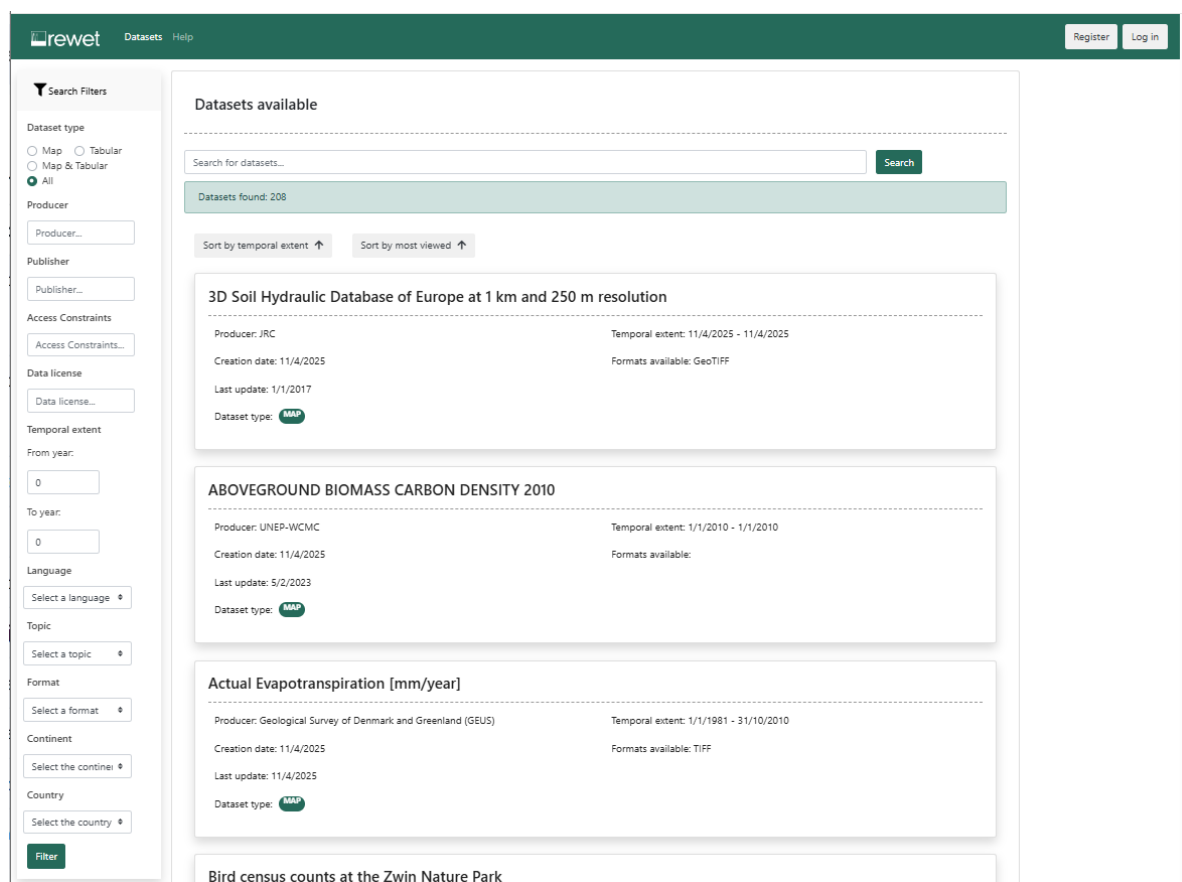 rewet Datasets Help Register Log in
Search Filters
Dataset type
Map Tabular
Map & Tabular
All
Producer
Producer...
Publisher
Publisher...
Access Constraints
Access Constraints...
Data license
Data license...
Temporal extent
From year:
0
To year:
0
Language
Select a language
Topic
Select a topic
Format
Select a format
Continent
Select the contine
Country
Select the country
Filter
Datasets available
Search for datasets... Search
Datasets found: 208
Sort by temporal extent Sort by most viewed
3D Soil Hydraulic Database of Europe at 1 km and 250 m resolution
Producer: JRC Temporal extent: 11/4/2025 - 11/4/2025
Creation date: 11/4/2025 Formats available: GeoTIFF
Last update: 1/1/2017
Dataset type: MAP
ABOVEGROUND BIOMASS CARBON DENSITY 2010
Producer: UNEP-WCMC Temporal extent: 1/1/2010 - 1/1/2010
Creation date: 11/4/2025 Formats available:
Last update: 5/2/2023
Dataset type: MAP
Actual Evapotranspiration [mm/year]
Producer: Geological Survey of Denmark and Greenland (GEUS) Temporal extent: 1/1/1981 - 31/10/2010
Creation date: 11/4/2025 Formats available: TIFF
Last update: 11/4/2025
Dataset type: MAP
Bird census counts at the Zwin Nature Park